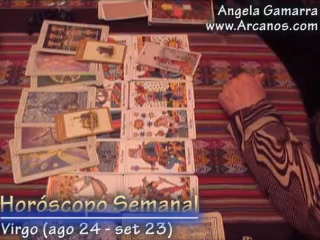 Angela Gamarra
www.Arcanos.com
Horóscopo Semanal
Virgo (ago 24 - set 23)